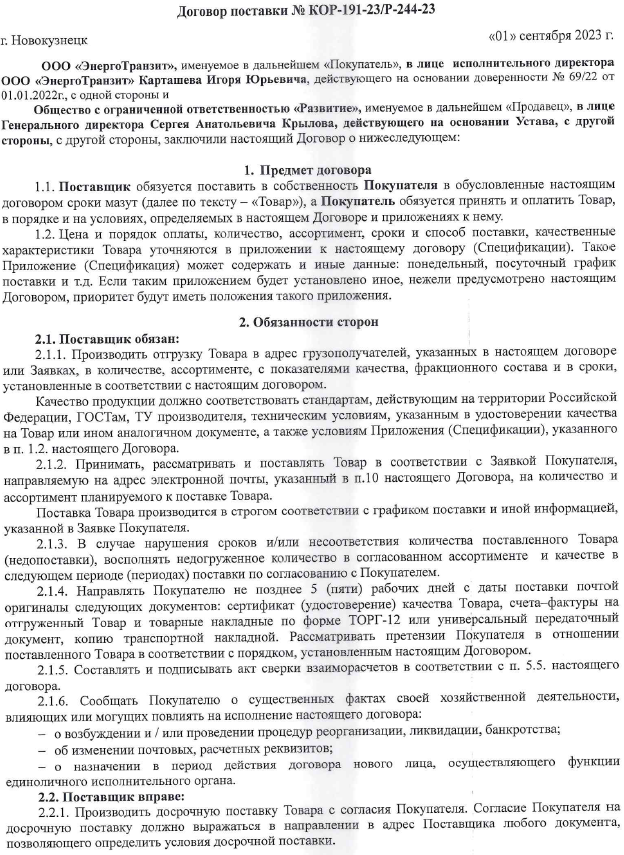 Договор поставки № КОР-191-23/Р-244-23
г. Новокузнецк «01» сентября 2023 г.
ООО «ЭнергоТранзит», именуемое в дальнейшем «Покупатель», в лице исполнительного директора
ООО «ЭнергоТранзит» Карташева Игоря Юрьевича, действующего на основании доверенности № 69/22 от
01.01.2022г., с одной стороны и
Общество с ограниченной ответственностью «Развитие», именуемое в дальнейшем «Продавец», в лице
Генерального директора Сергея Анатольевича Крылова, действующего на основании Устава, с другой
стороны, с другой стороны, заключили настоящий Договор о нижеследующем:
1. Предмет договора
1.1. Поставщик обязуется поставить в собственность Покупателя в обусловленные настоящим
договором сроки мазут (далее по тексту – «Товар»), а Покупатель обязуется принять и оплатить Товар,
в порядке и на условиях, определяемых в настоящем Договоре и приложениях к нему.
1.2. Цена и порядок оплаты, количество, ассортимент, сроки и способ поставки, качественные
характеристики Товара уточняются в приложении к настоящему договору (Спецификации). Такое
Приложение (Спецификация) может содержать и иные данные: понедельный, посуточный график
поставки и т.д. Если таким приложением будет установлено иное, нежели предусмотрено настоящим
Договором, приоритет будут иметь положения такого приложения.
2. Обязанности сторон
2.1. Поставщик обязан:
2.1.1. Производить отгрузку Товара в адрес грузополучателей, указанных в настоящем договоре
или Заявках, в количестве, ассортименте, с показателями качества, фракционного состава и в сроки,
установленные в соответствии с настоящим договором.
Качество продукции должно соответствовать стандартам, действующим на территории Российской
Федерации, ГОСТам, ТУ производителя, техническим условиям, указанным в удостоверении качества
на Товар или ином аналогичном документе, а также условиям Приложения (Спецификации), указанного
в п. 1.2. настоящего Договора.
2.1.2. Принимать, рассматривать и поставлять Товар в соответствии с Заявкой Покупателя,
направляемую на адрес электронной почты, указанный в п.10 настоящего Договора, на количество и
ассортимент планируемого к поставке Товара.
Поставка Товара производится в строгом соответствии с графиком поставки и иной информацией,
указанной в Заявке Покупателя.
2.1.3. В случае нарушения сроков и/или несоответствия количества поставленного Товара
(недопоставки), восполнять недогруженное количество в согласованном ассортименте и качестве в
следующем периоде (периодах) поставки по согласованию с Покупателем.
2.1.4. Направлять Покупателю не позднее 5 (пяти) рабочих дней с даты поставки почтой
оригиналы следующих документов: сертификат (удостоверение) качества Товара, счета–фактуры на
отгруженный Товар и товарные накладные по форме ТОРГ-12 или универсальный передаточный
документ, копию транспортной накладной. Рассматривать претензии Покупателя в отношении
поставленного Товара в соответствии с порядком, установленным настоящим Договором.
2.1.5. Составлять и подписывать акт сверки взаиморасчетов в соответствии с п. 5.5. настоящего
договора.
2.1.6. Сообщать Покупателю о существенных фактах своей хозяйственной деятельности,
влияющих или могущих повлиять на исполнение настоящего договора:
– о возбуждении и / или проведении процедур реорганизации, ликвидации, банкротства;
– об изменении почтовых, расчетных реквизитов;
– о назначении в период действия договора нового лица, осуществляющего функции
единоличного исполнительного органа.
2.2. Поставщик вправе:
2.2.1. Производить досрочную поставку Товара с согласия Покупателя. Согласие Покупателя на
досрочную поставку должно выражаться в направлении в адрес Поставщика любого документа,
позволяющего определить условия досрочной поставки.